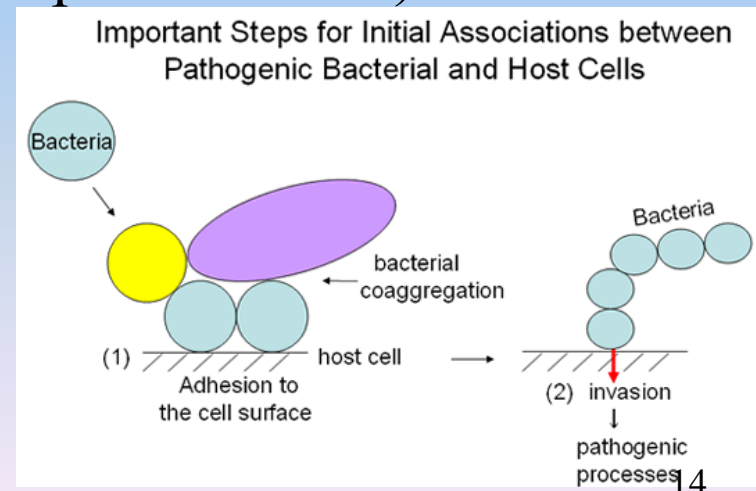 Important Steps for Initial Associations between
Pathogenic Bacterial and Host Cells
Bacteria
Bacteria
bacterial
coaggregation
(1)
host cell
Adhesion to
the cell surface
(2) invasion
pathogenic
processes
14